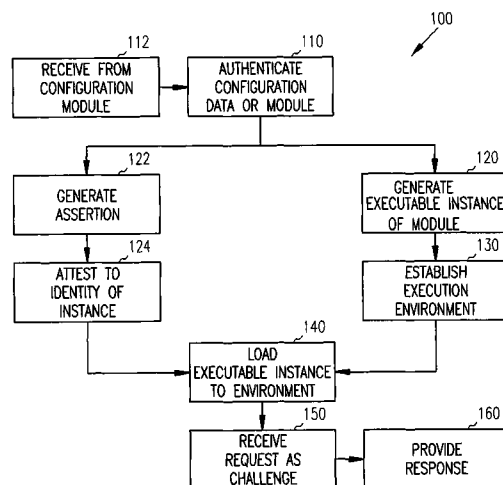 100
112
RECEIVE FROM
CONFIGURATION
MODULE
110
AUTHENTICATE
CONFIGURATION
DATA OR MODULE
122
GENERATE
ASSERTION
120
GENERATE
EXECUTABLE INSTANCE
OF MODULE
124
ATTEST TO
IDENTITY OF
INSTANCE
130
ESTABLISH
EXECUTION
ENVIRONMENT
140
LOAD
EXECUTABLE INSTANCE
TO ENVIRONMENT
150
RECEIVE
REQUEST AS
CHALLENGE
160
PROVIDE
RESPONSE